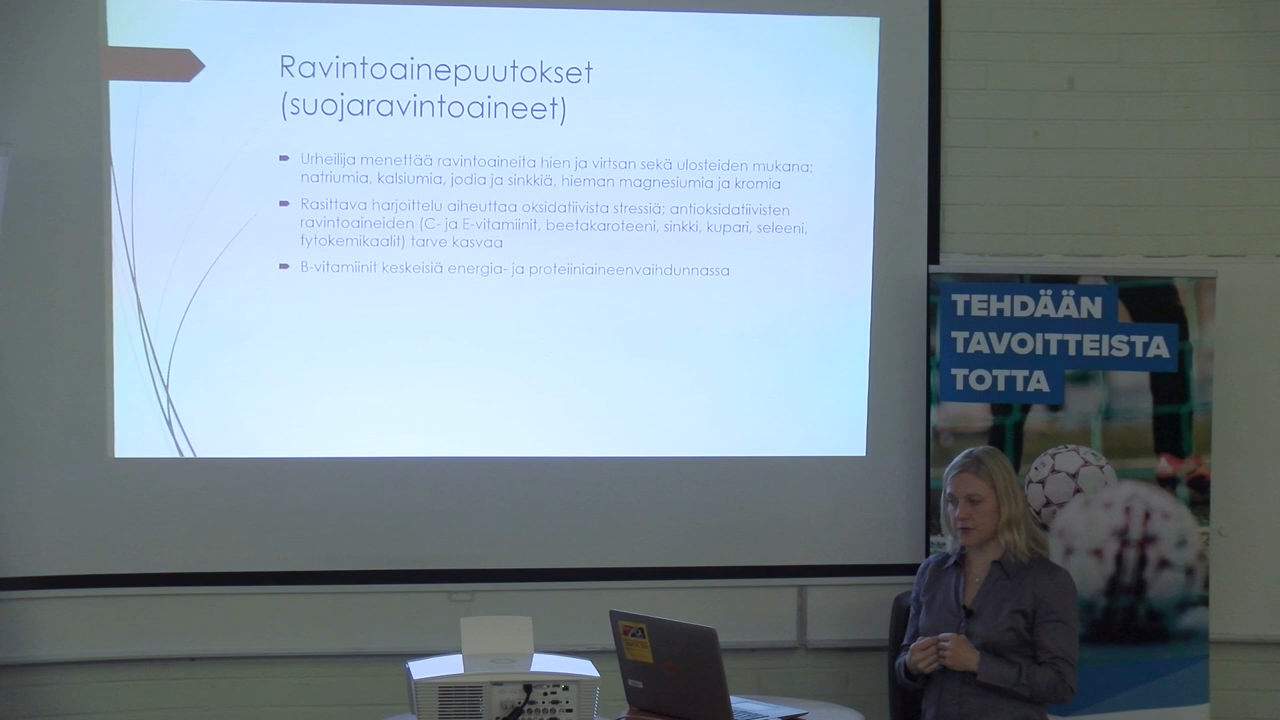 Ravintoainepuutokset
(suojaravintoaineet)
Urheilija menettää ravintoaineita hien ja virtsan sekä ulosteiden mukana;
natriumia, kalsiumia, jodia ja sinkkiä, hieman magnesiumia ja kromia
Rasittava harjoittelu aiheuttaa oksidatiivista stressiä; antioksidatiivisten
ravintoaineiden (C- ja E-vitamiinit, beetakaroteeni, sinkki, kupari, seleeni,
fytokemikaalit) tarve kasvaa
B-vitamiinit keskeisiä energia- ja proteiiniaineenvaihdunnassa
TEHDÄÄN
TAVOITTEISTA
TOTTA